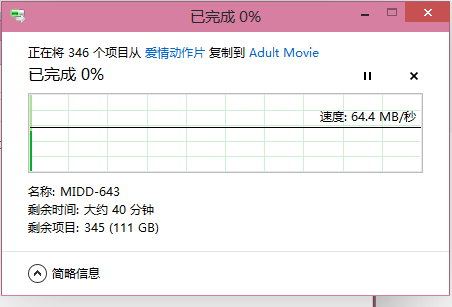 已完成 0%
正在将 346 个项目从 爱情动作片 复制到 Adult Movie
已完成 0%
速度: 64.4 MB/秒
名称: MIDD-643
剩余时间: 大约 40 分钟
剩余项目: 345 (111 GB)
简略信息